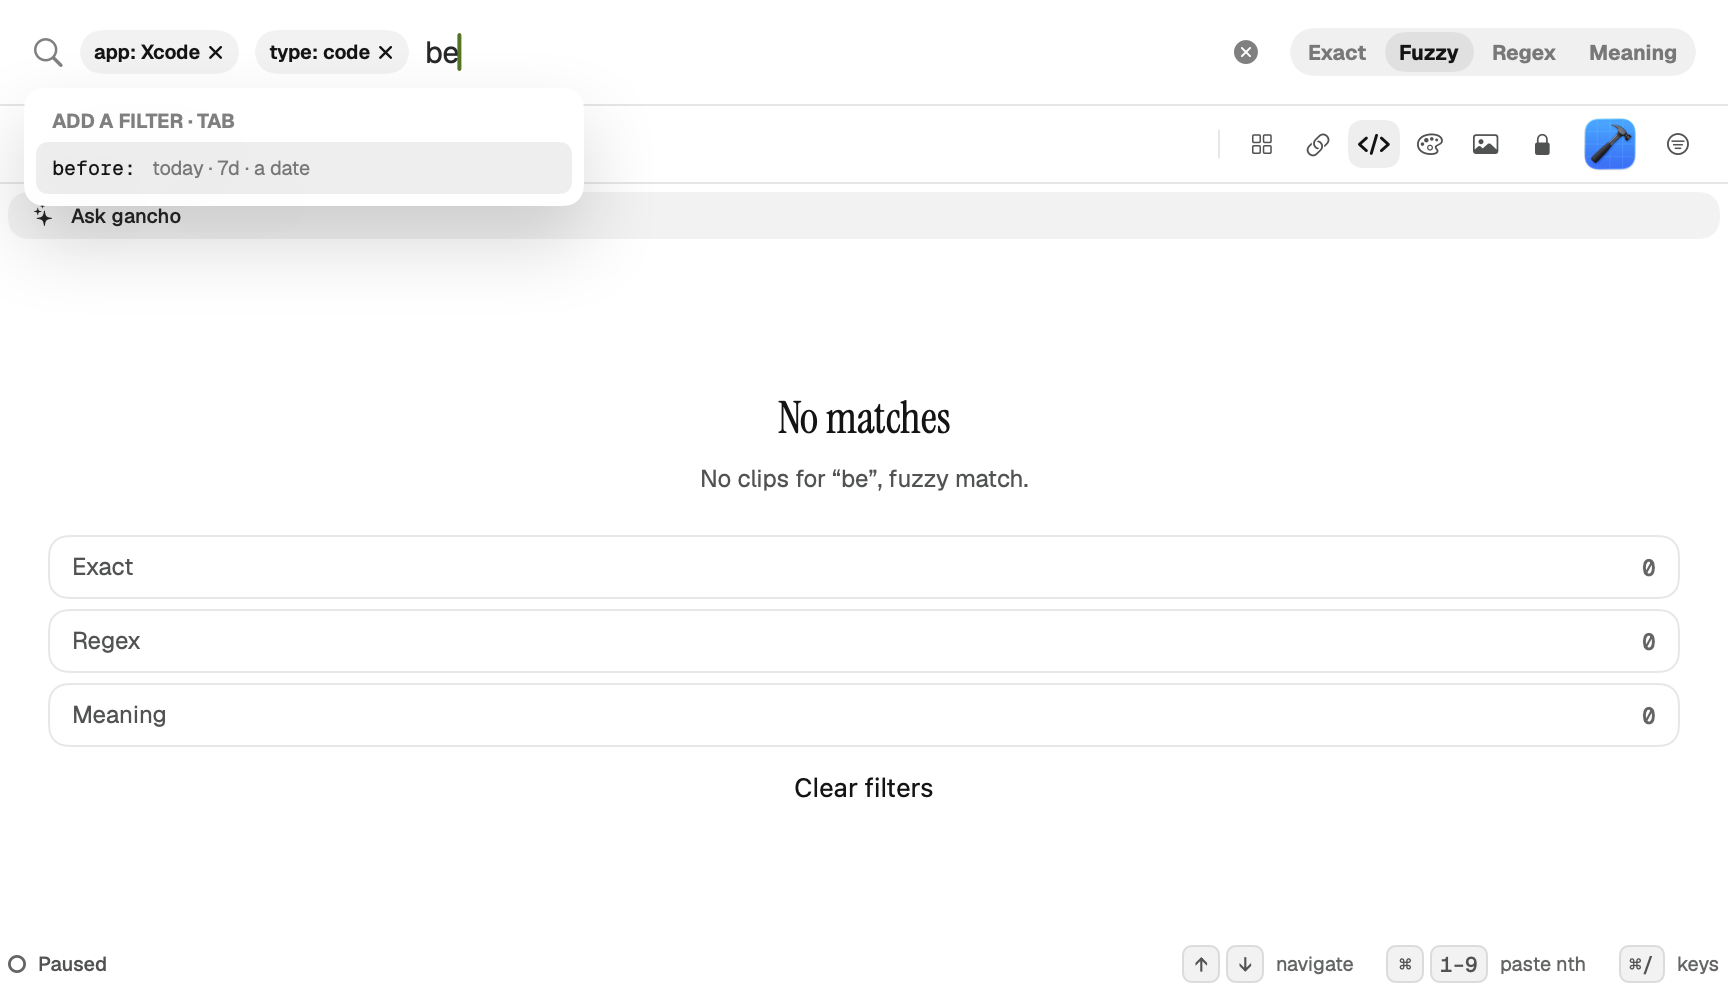 app: Xcode ✕ type: code ✕ be Exact Fuzzy Regex Meaning
ADD A FILTER · TAB
before: today · 7d · a date
Ask gancho
No matches
No clips for “be”, fuzzy match.
Exact 0
Regex 0
Meaning 0
Clear filters
Paused ↑ ↓ navigate ⌘ 1-9 paste nth ⌘/ keys